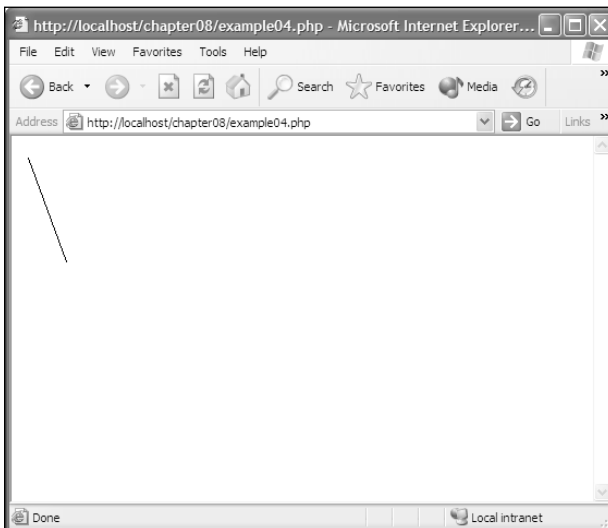 http://localhost/chapter08/example04.php - Microsoft Internet Explorer...
File Edit View Favorites Tools Help
Back Search Favorites Media »
Address http://localhost/chapter08/example04.php Go Links »
Done Local intranet